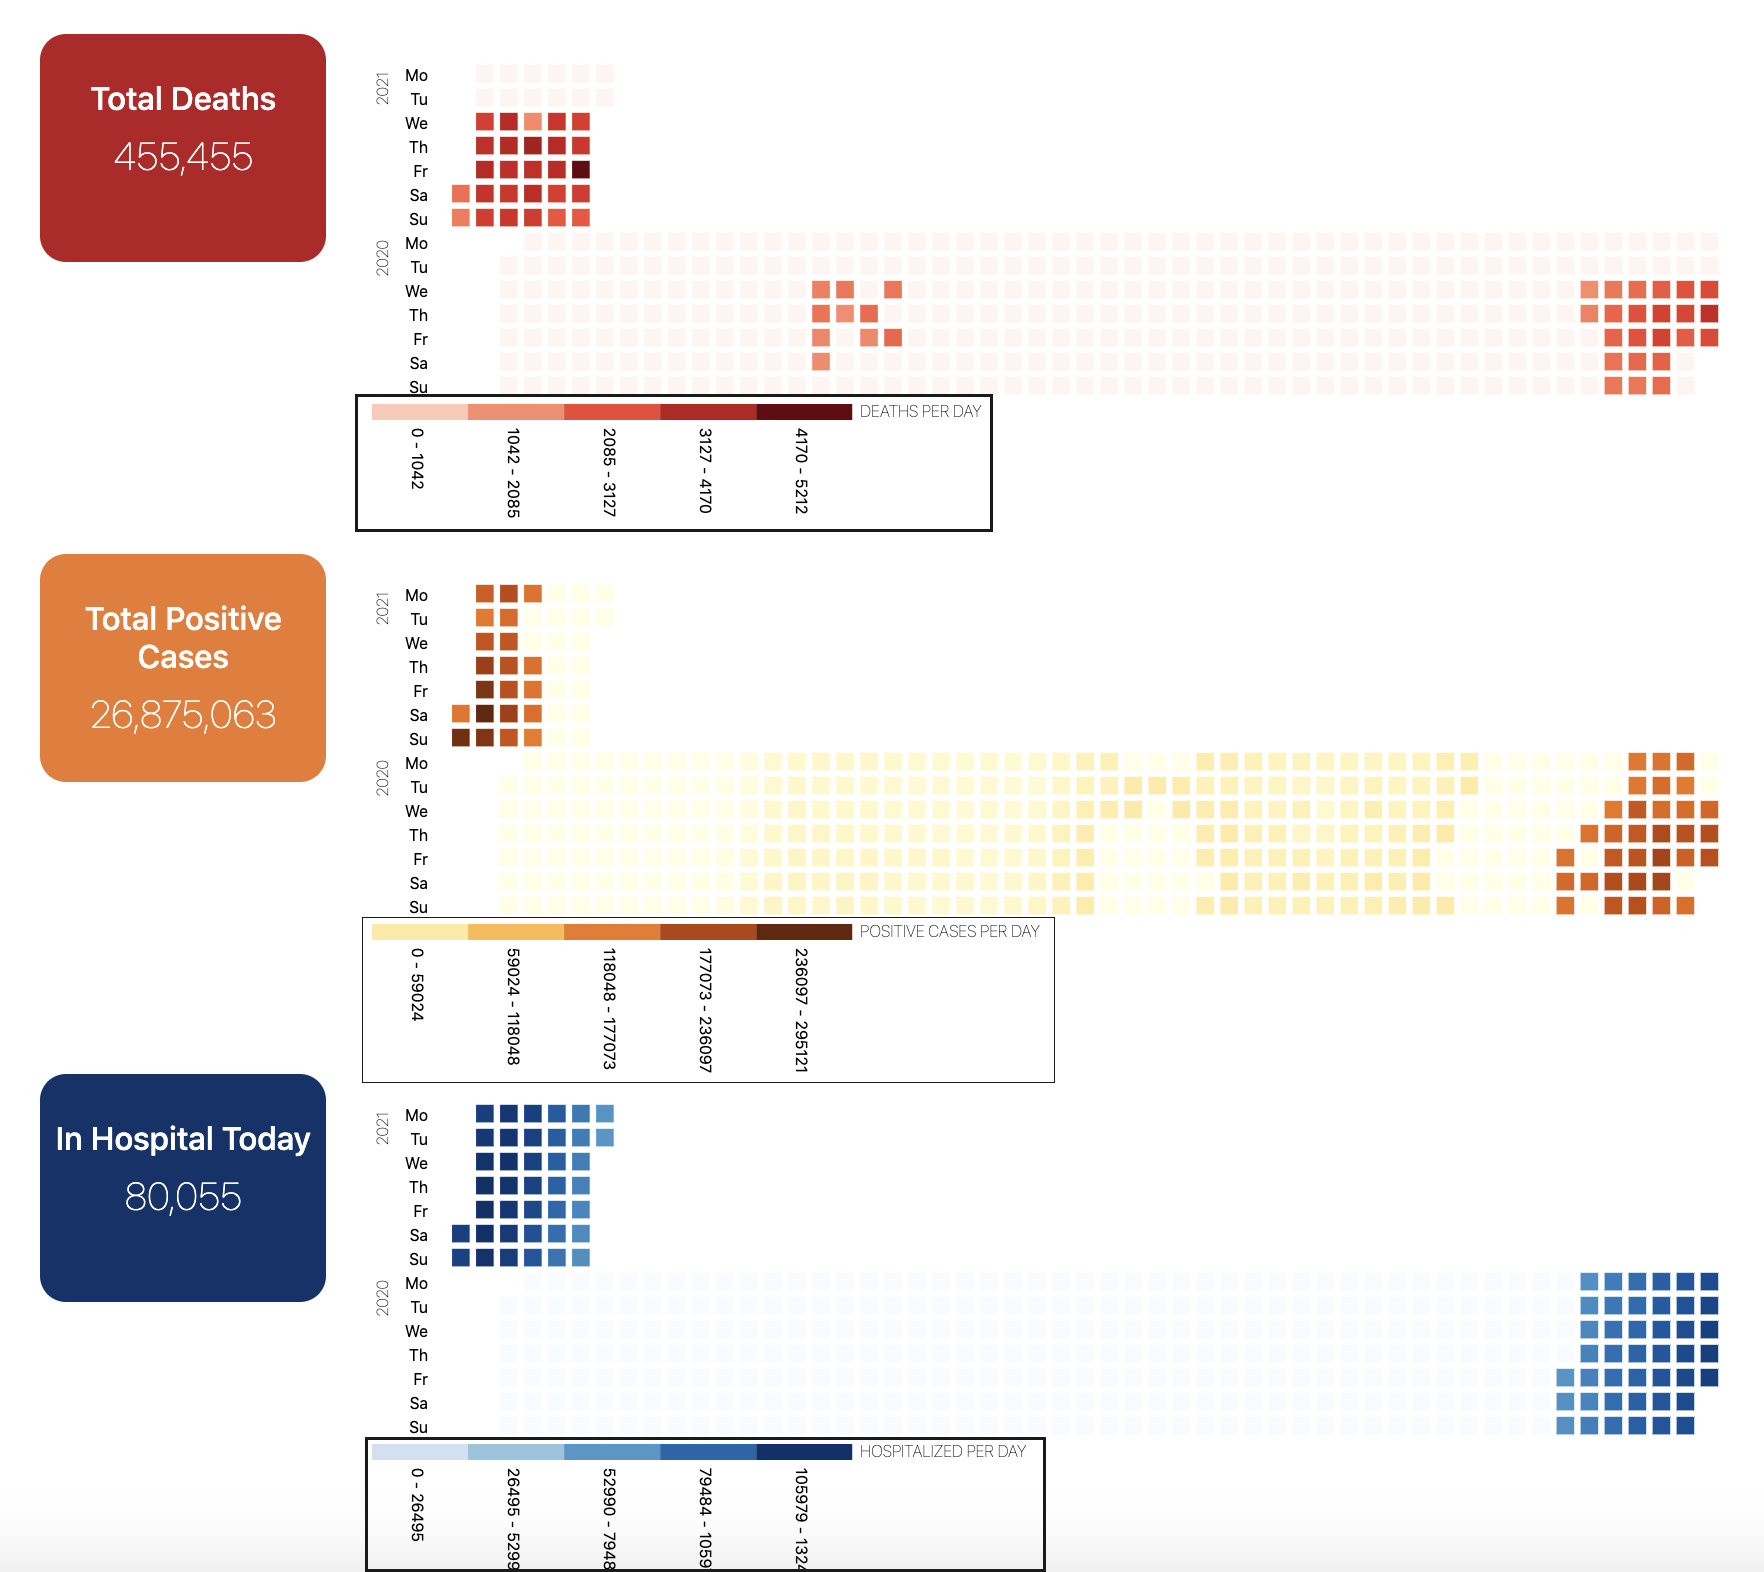 Total Deaths
455,455
2021
Mo
Tu
We
Th
Fr
Sa
Su
2020
Mo
Tu
We
Th
Fr
Sa
Su
DEATHS PER DAY
0 - 1042
1042 - 2085
2085 - 3127
3127 - 4170
4170 - 5212
Total Positive
Cases
26,875,063
2021
Mo
Tu
We
Th
Fr
Sa
Su
2020
Mo
Tu
We
Th
Fr
Sa
Su
POSITIVE CASES PER DAY
0 - 59024
59024 - 118048
118048 - 177073
177073 - 236097
236097 - 295121
In Hospital Today
80,055
2021
Mo
Tu
We
Th
Fr
Sa
Su
2020
Mo
Tu
We
Th
Fr
Sa
Su
HOSPITALIZED PER DAY
0 - 26495
26495 - 5299
52990 - 7948
79484 - 1059
105979 - 1324